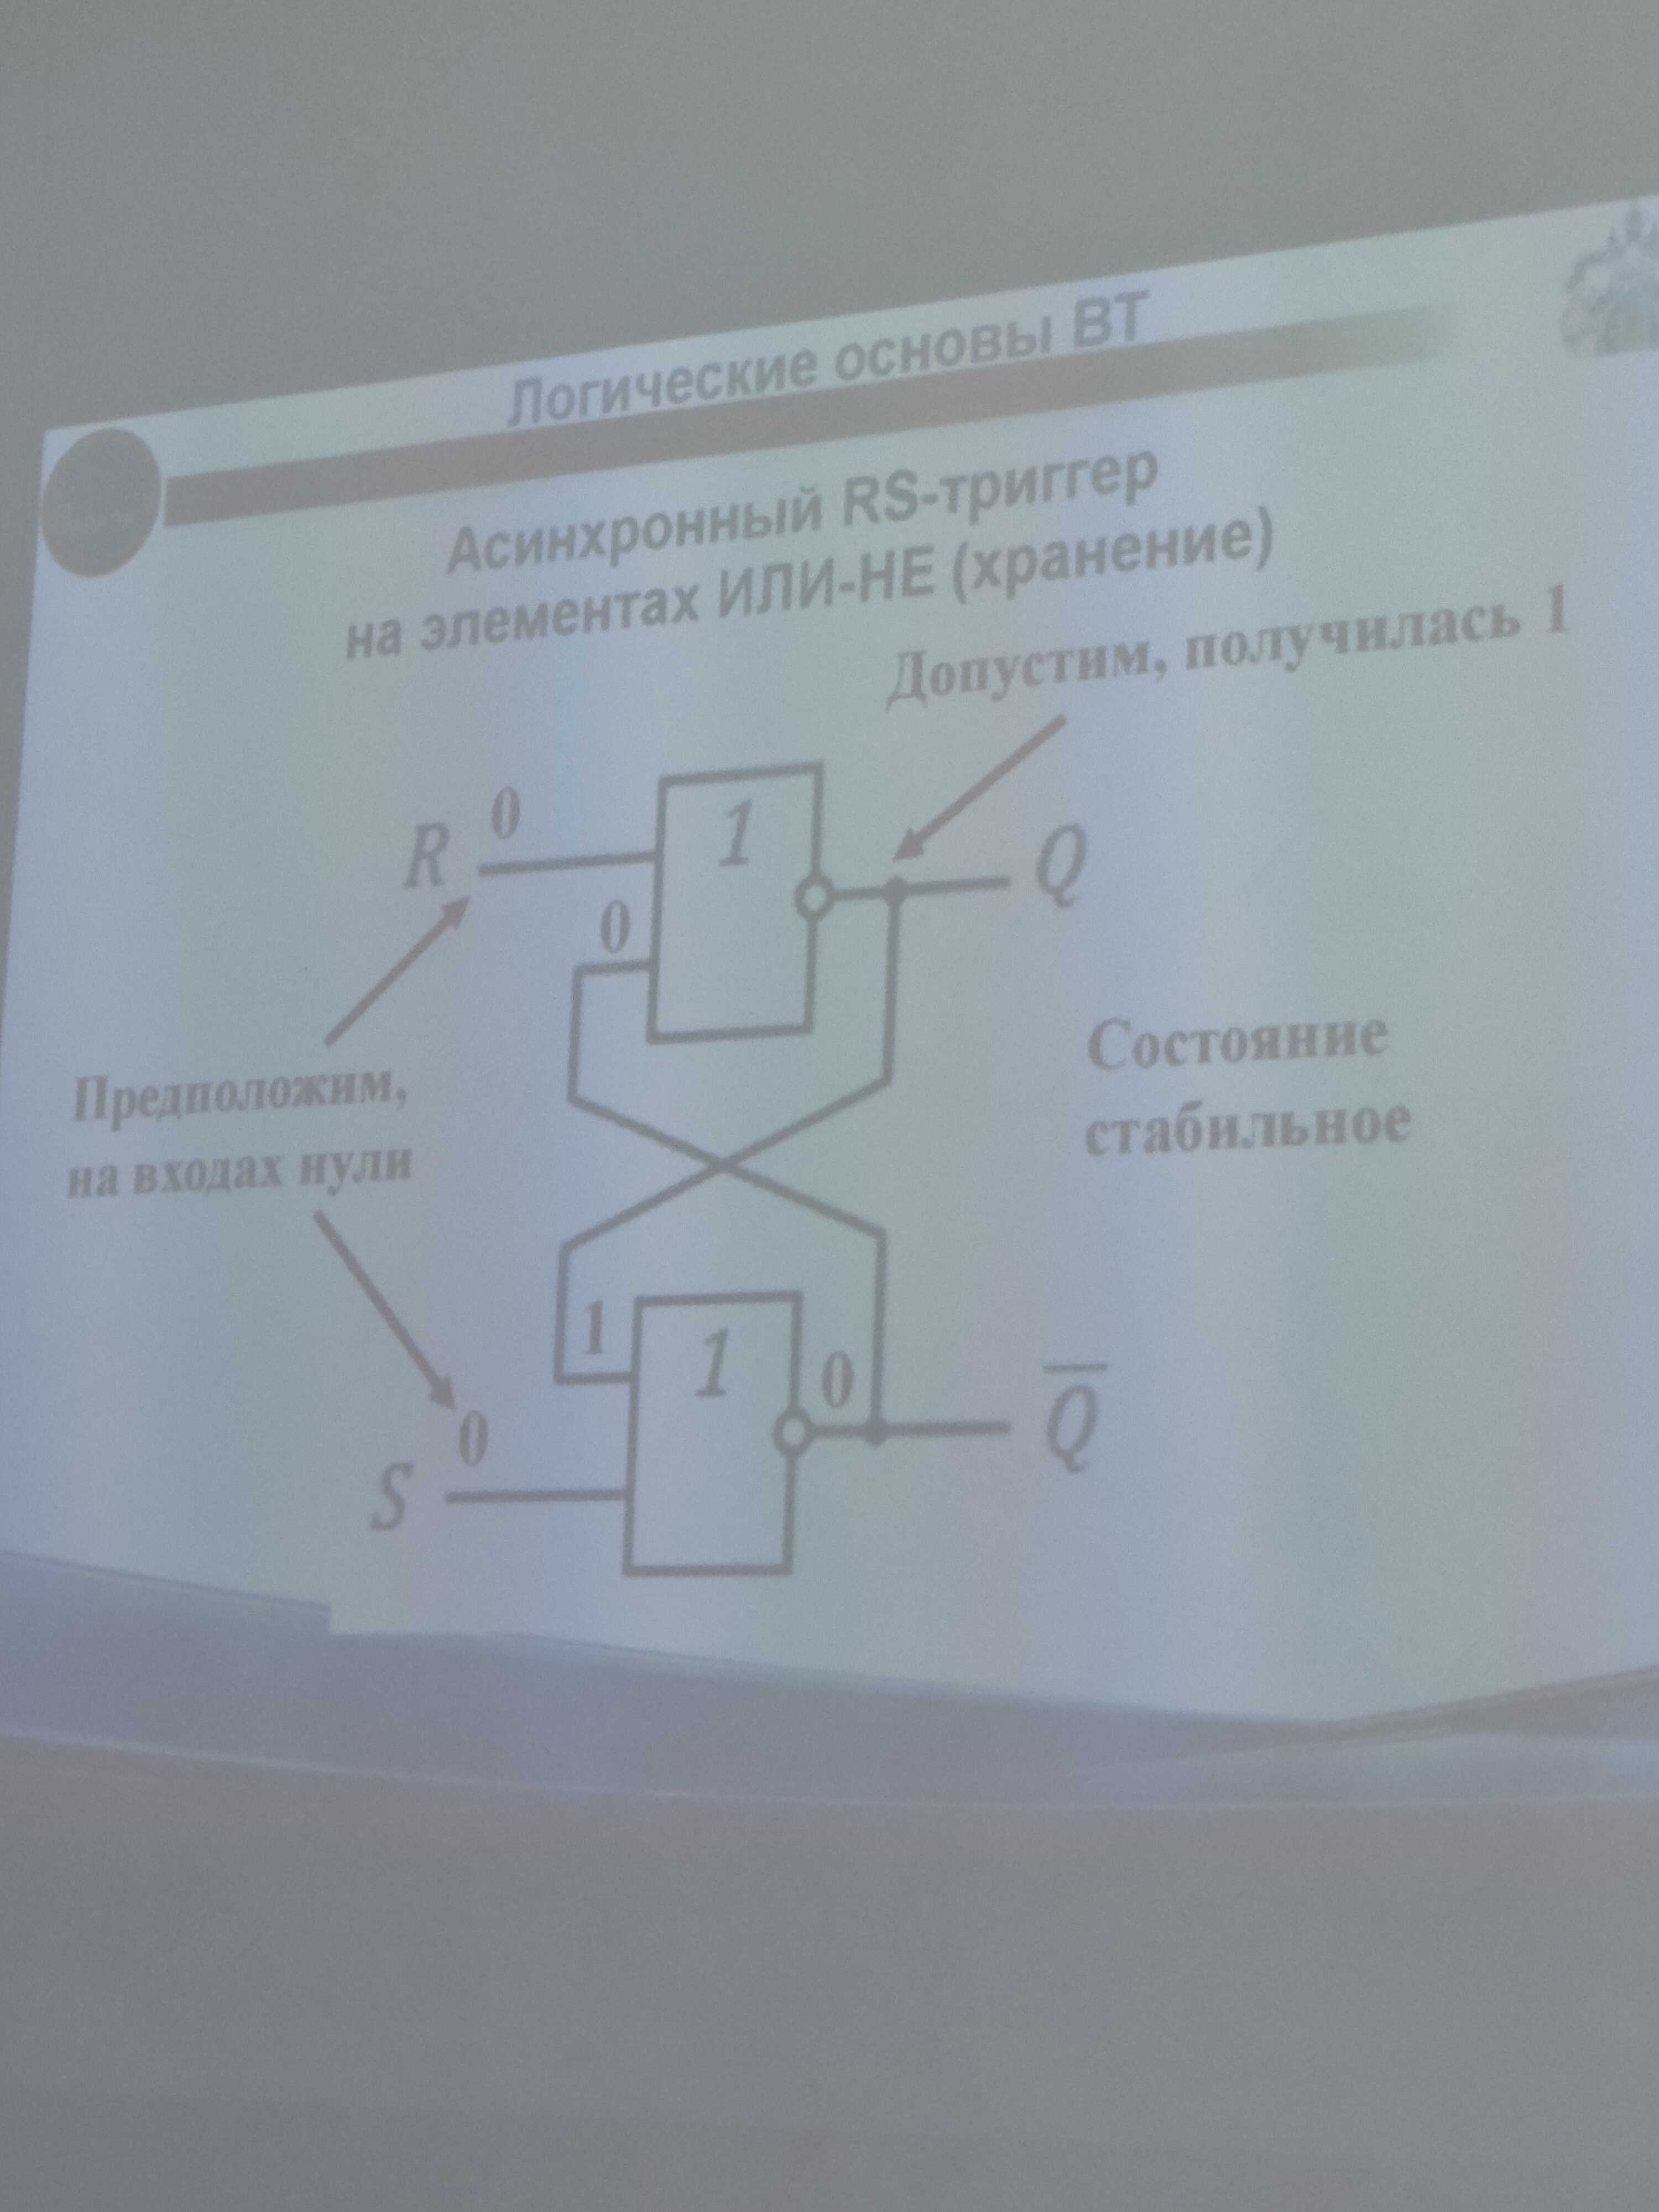 Логические основы ВТ
Асинхронный RS-триггер
на элементах ИЛИ-НЕ (хранение)
Допустим, получилась 1
R 0 1 Q
0
Предположим,
на входах нули
Состояние
стабильное
1 1 0 Q̅
0
S